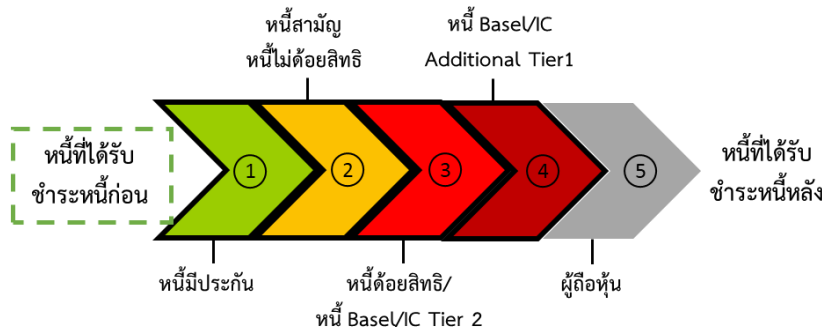 หนี้สามัญ
หนี้ไม่ด้อยสิทธิ
หนี้ Basel/IC
Additional Tier1
หนี้ที่ได้รับ
ชำระหนี้ก่อน
1
2
3
4
5
หนี้ที่ได้รับ
ชำระหนี้หลัง
หนี้มีประกัน
หนี้ด้อยสิทธิ/
หนี้ Basel/IC Tier 2
ผู้ถือหุ้น